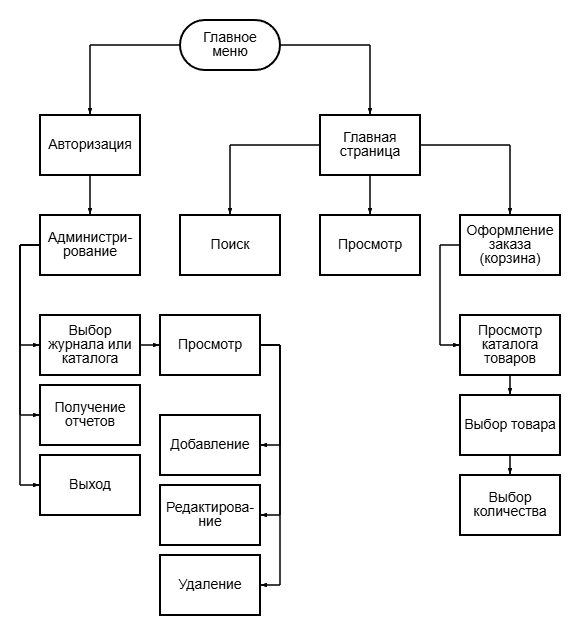 Главное
меню
Авторизация
Главная
страница
Администри-
рование
Поиск
Просмотр
Оформление
заказа
(корзина)
Выбор
журнала или
каталога
Просмотр
Просмотр
каталога
товаров
Получение
отчетов
Добавление
Выбор товара
Выход
Редактирова-
ние
Выбор
количества
Удаление